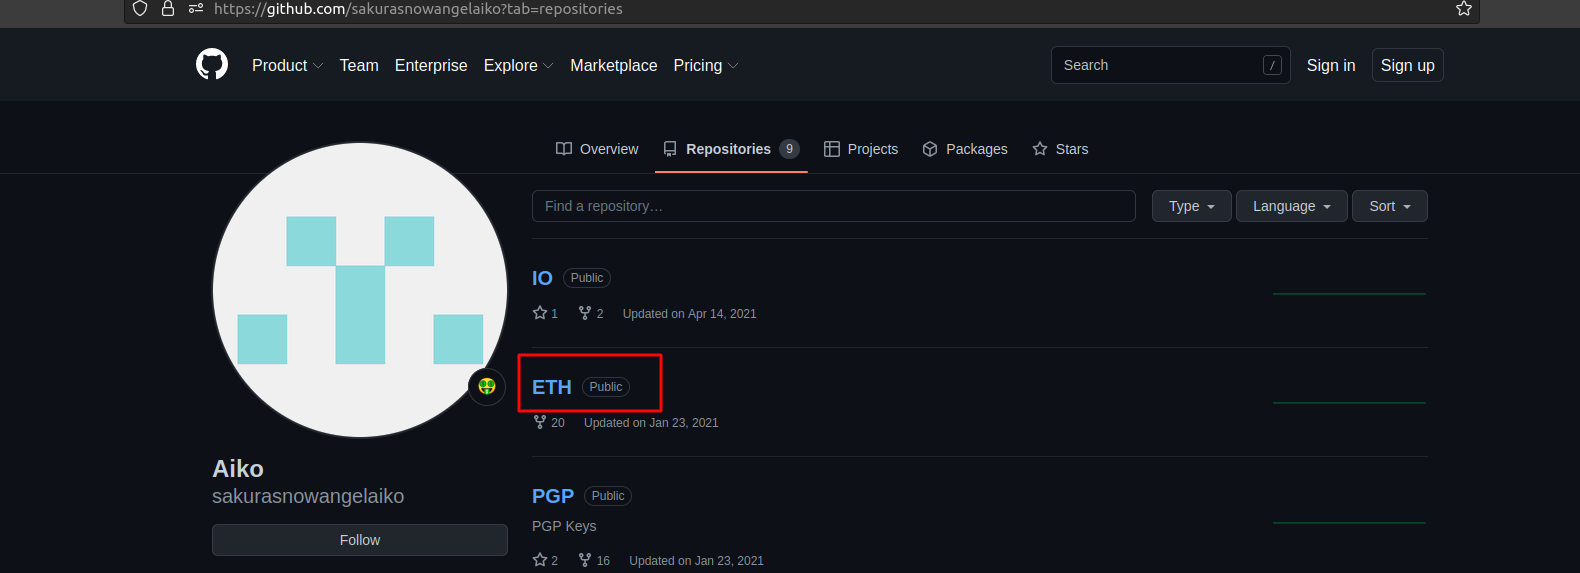 https://github.com/sakurasnowangelaiko?tab=repositories
Product Team Enterprise Explore Marketplace Pricing Search / Sign in Sign up
Overview Repositories 9 Projects Packages Stars
Find a repository… Type Language Sort
IO Public
1 2 Updated on Apr 14, 2021
ETH Public
20 Updated on Jan 23, 2021
Aiko
sakurasnowangelaiko
Follow
PGP Public
PGP Keys
2 16 Updated on Jan 23, 2021